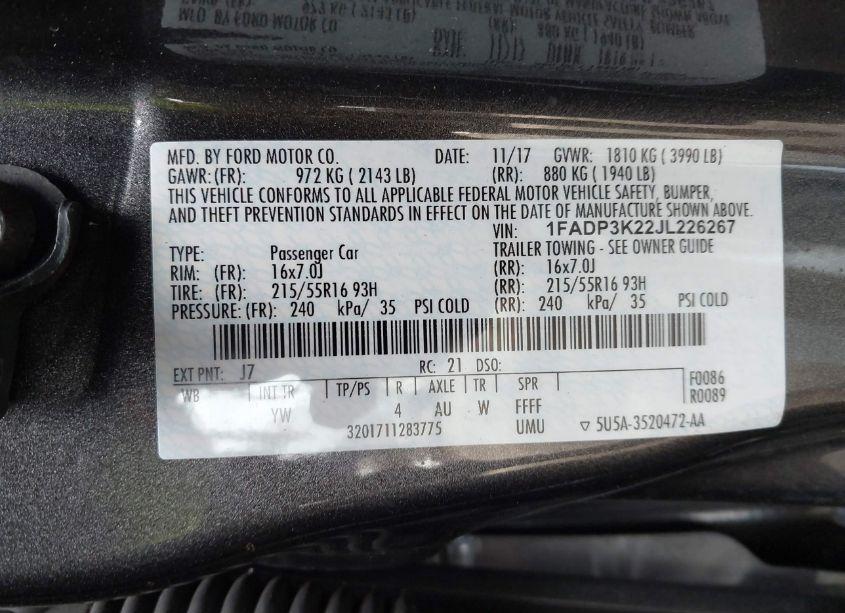 MFD. BY FORD MOTOR CO. DATE: 11/17 GVWR: 1810 KG ( 3990 LB)
GAWR: (FR): 972 KG ( 2143 LB) (RR): 880 KG ( 1940 LB)
THIS VEHICLE CONFORMS TO ALL APPLICABLE FEDERAL MOTOR VEHICLE SAFETY, BUMPER,
AND THEFT PREVENTION STANDARDS IN EFFECT ON THE DATE OF MANUFACTURE SHOWN ABOVE.
VIN: 1FADP3K22JL226267
TYPE: Passenger Car TRAILER TOWING - SEE OWNER GUIDE
RIM: (FR): 16x7.0J (RR): 16x7.0J
TIRE: (FR): 215/55R16 93H (RR): 215/55R16 93H
PRESSURE: (FR): 240 kPa/ 35 PSI COLD (RR): 240 kPa/ 35 PSI COLD
EXT PNT: J7 RC: 21 DSO:
WB INT TR TP/PS R AXLE TR SPR F0086
YW 4 AU W FFFF R0089
3201711283775 UMU ▽ 5U5A-3520472-AA